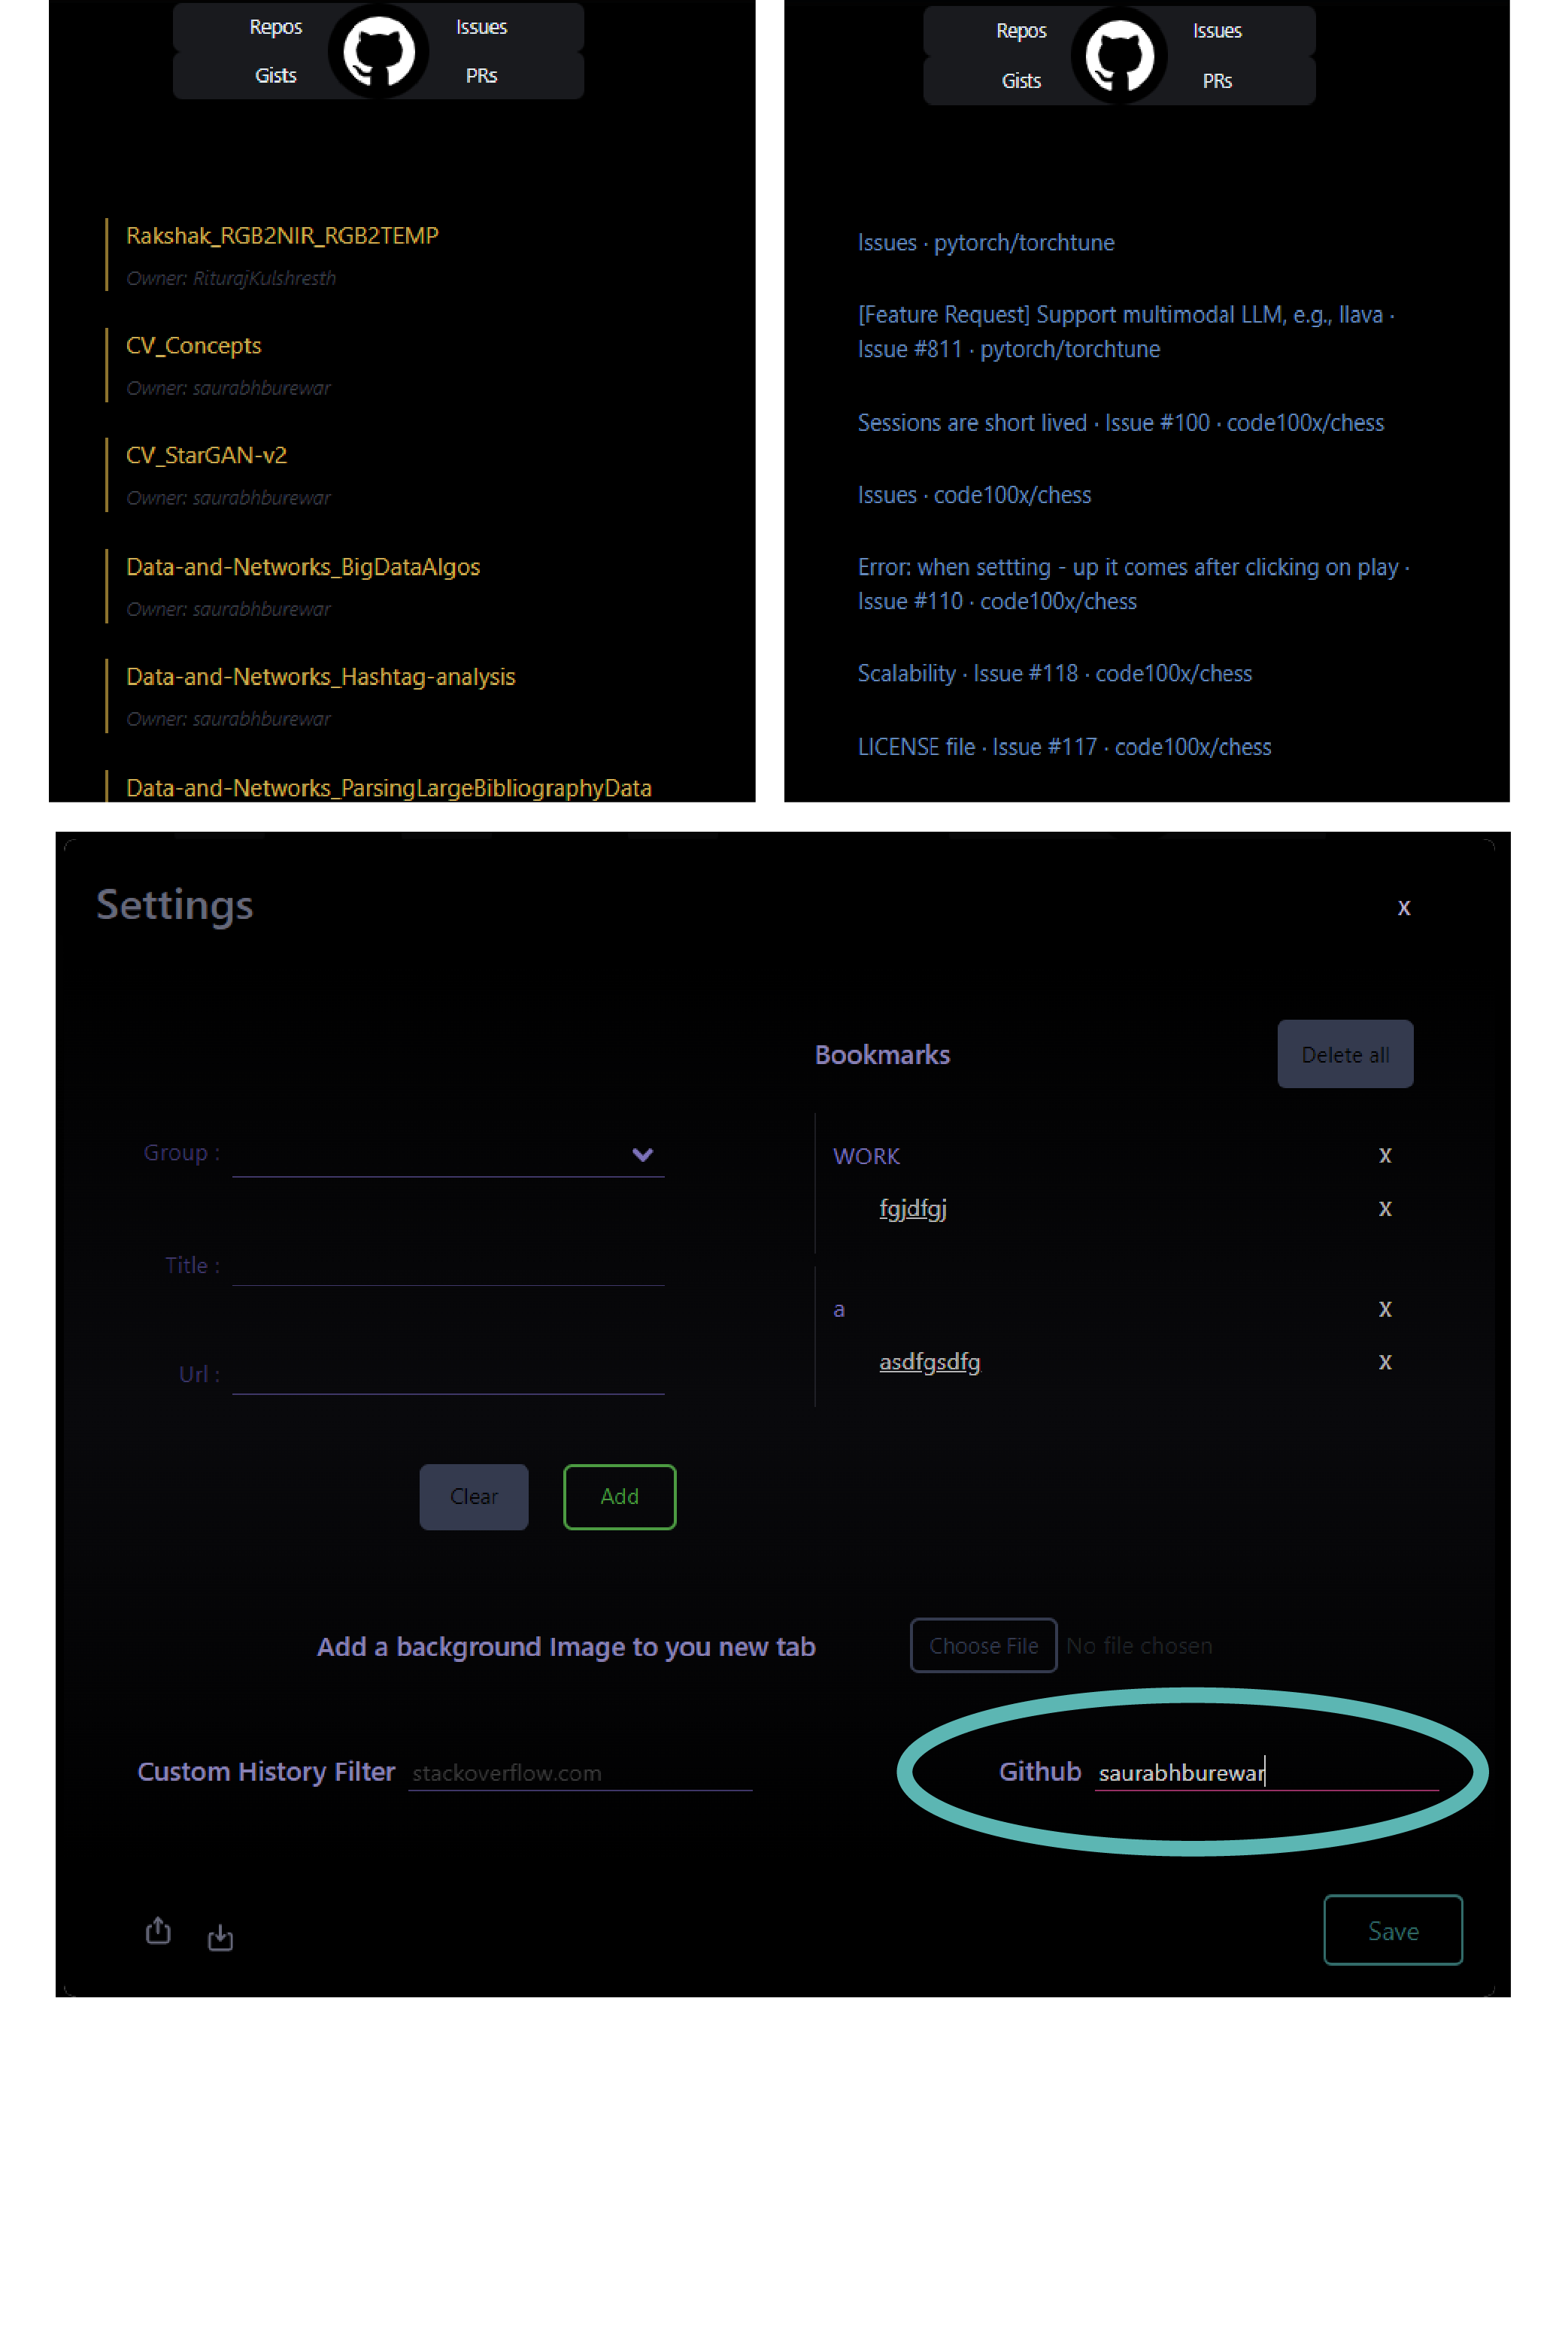 Repos
Issues
Gists
PRs
Rakshak_RGB2NIR_RGB2TEMP
Owner: RiturajKulshresth
CV_Concepts
Owner: saurabhburewar
CV_StarGAN-v2
Owner: saurabhburewar
Data-and-Networks_BigDataAlgos
Owner: saurabhburewar
Data-and-Networks_Hashtag-analysis
Owner: saurabhburewar
Data-and-Networks_ParsingLargeBibliographyData
Repos
Issues
Gists
PRs
Issues · pytorch/torchtune
[Feature Request] Support multimodal LLM, e.g., llava ·
Issue #811 · pytorch/torchtune
Sessions are short lived · Issue #100 · code100x/chess
Issues · code100x/chess
Error: when settting - up it comes after clicking on play ·
Issue #110 · code100x/chess
Scalability · Issue #118 · code100x/chess
LICENSE file · Issue #117 · code100x/chess
Settings
x
Group :
Title :
Url :
Clear
Add
Bookmarks
Delete all
WORK
x
fgjdfgj
x
a
x
asdfgsdfg
x
Add a background Image to you new tab
Choose File
No file chosen
Custom History Filter
stackoverflow.com
Github
saurabhburewar
Save